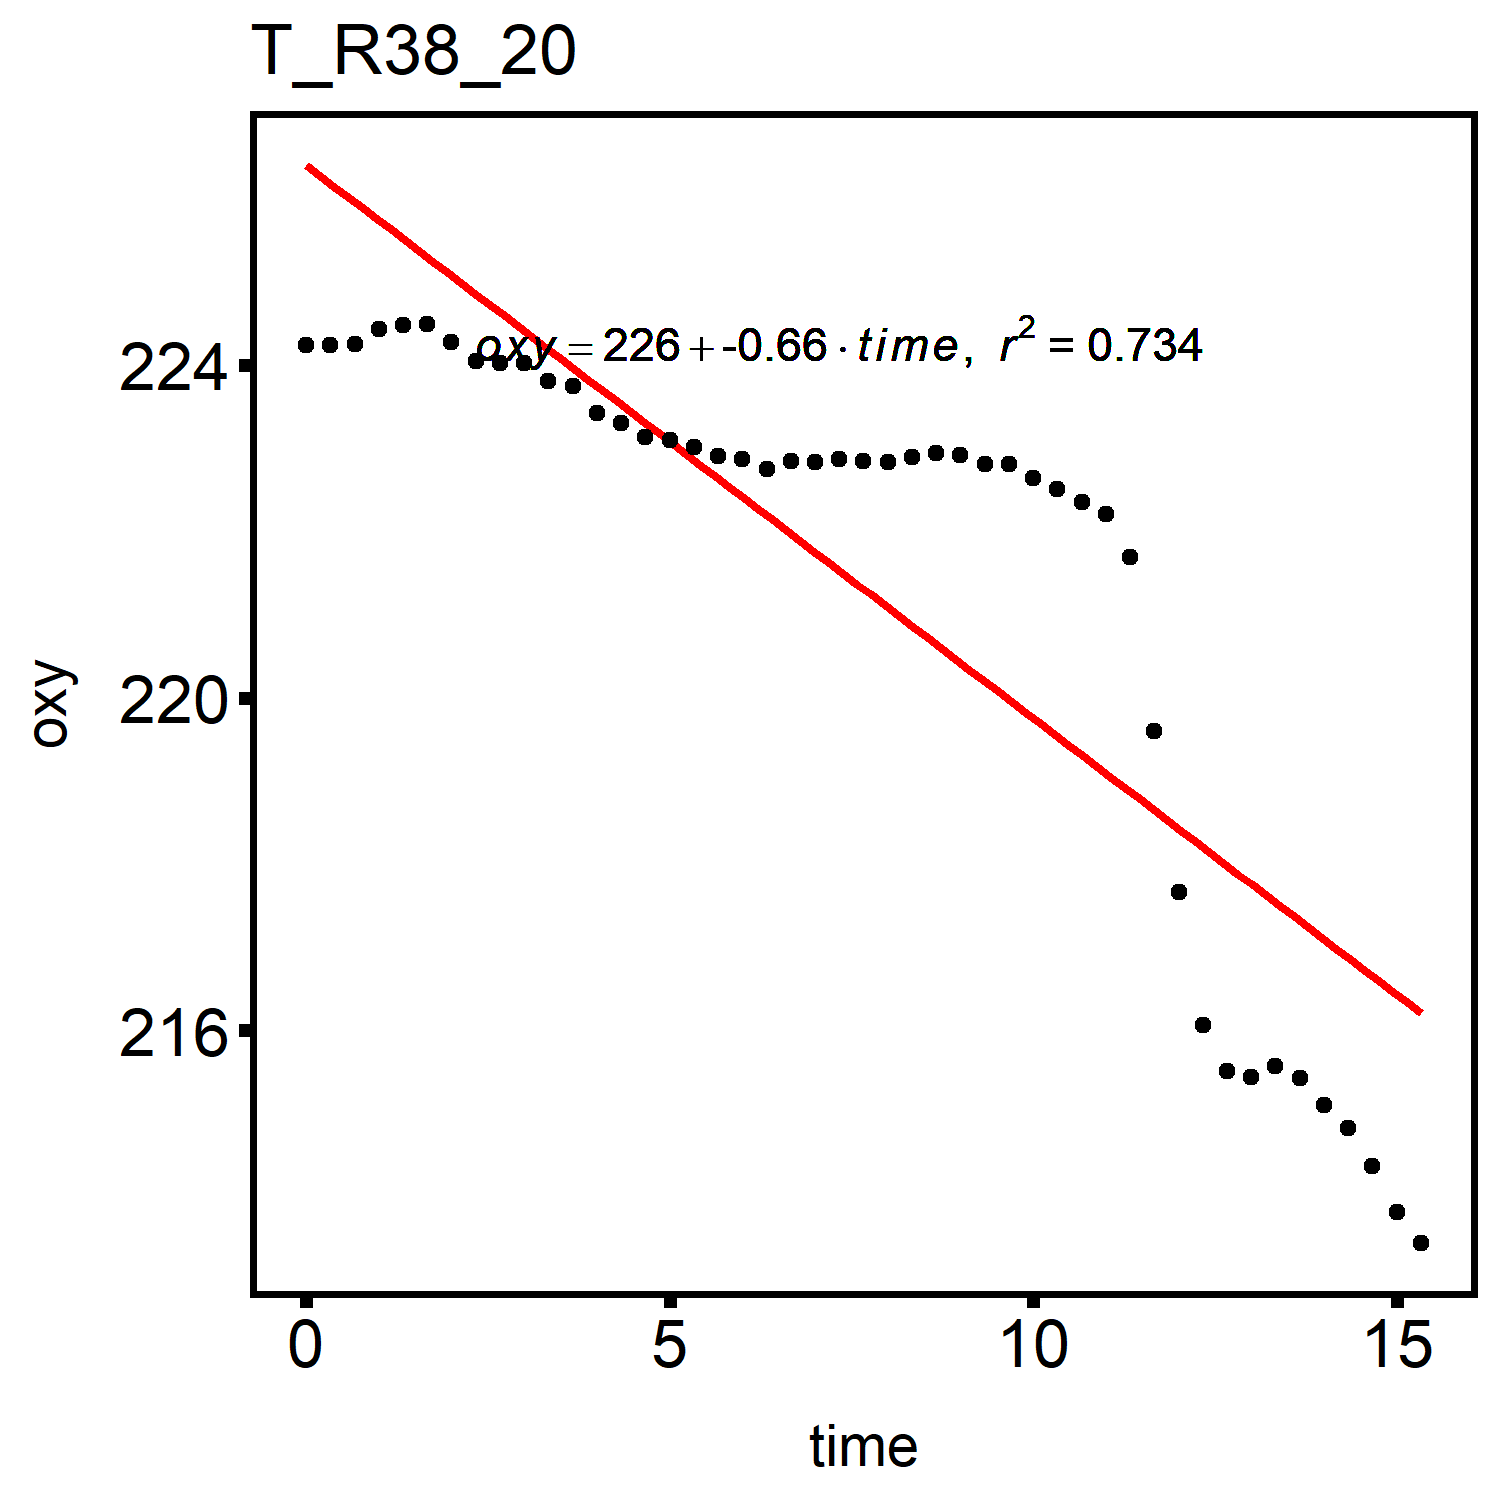 T_R38_20
oxy = 226 + -0.66 · time, r² = 0.734
224
220
216
oxy
0 5 10 15
time